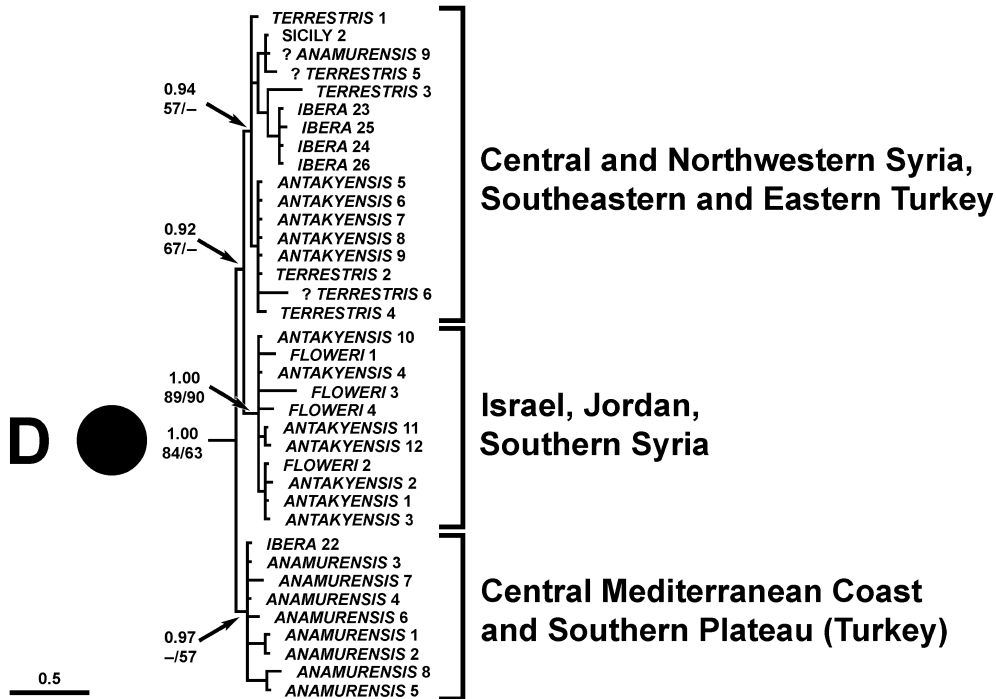 TERRESTRIS 1
SICILY 2
? ANAMURENSIS 9
? TERRESTRIS 5
TERRESTRIS 3
IBERA 23
IBERA 25
IBERA 24
IBERA 26
ANTAKYENSIS 5
ANTAKYENSIS 6
ANTAKYENSIS 7
ANTAKYENSIS 8
ANTAKYENSIS 9
TERRESTRIS 2
? TERRESTRIS 6
TERRESTRIS 4
0.94
57/–
0.92
67/–
Central and Northwestern Syria,
Southeastern and Eastern Turkey
ANTAKYENSIS 10
FLOWERI 1
ANTAKYENSIS 4
FLOWERI 3
FLOWERI 4
ANTAKYENSIS 11
ANTAKYENSIS 12
FLOWERI 2
ANTAKYENSIS 2
ANTAKYENSIS 1
ANTAKYENSIS 3
1.00
89/90
1.00
84/63
D
Israel, Jordan,
Southern Syria
IBERA 22
ANAMURENSIS 3
ANAMURENSIS 7
ANAMURENSIS 4
ANAMURENSIS 6
ANAMURENSIS 1
ANAMURENSIS 2
ANAMURENSIS 8
ANAMURENSIS 5
0.97
–/57
Central Mediterranean Coast
and Southern Plateau (Turkey)
0.5